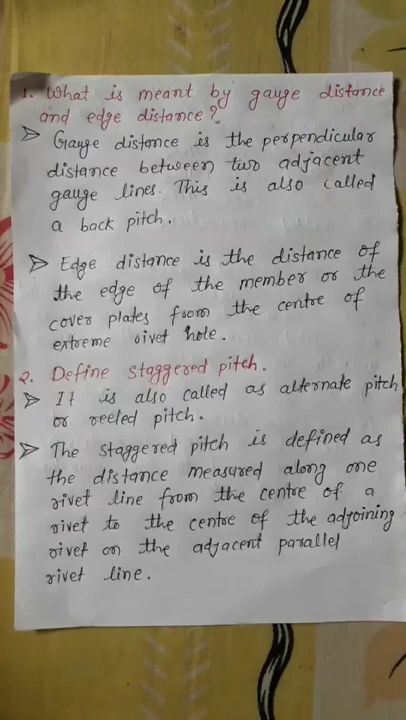 1. What is meant by gauge distance
and edge distance?
➢ Gauge distance is the perpendicular
distance between two adjacent
gauge lines. This is also called
a back pitch.
➢ Edge distance is the distance of
the edge of the member or the
cover plates from the centre of
extreme rivet hole.
2. Define staggered pitch.
➢ It is also called as alternate pitch
or reeled pitch.
➢ The staggered pitch is defined as
the distance measured along one
rivet line from the centre of a
rivet to the centre of the adjoining
rivet on the adjacent parallel
rivet line.